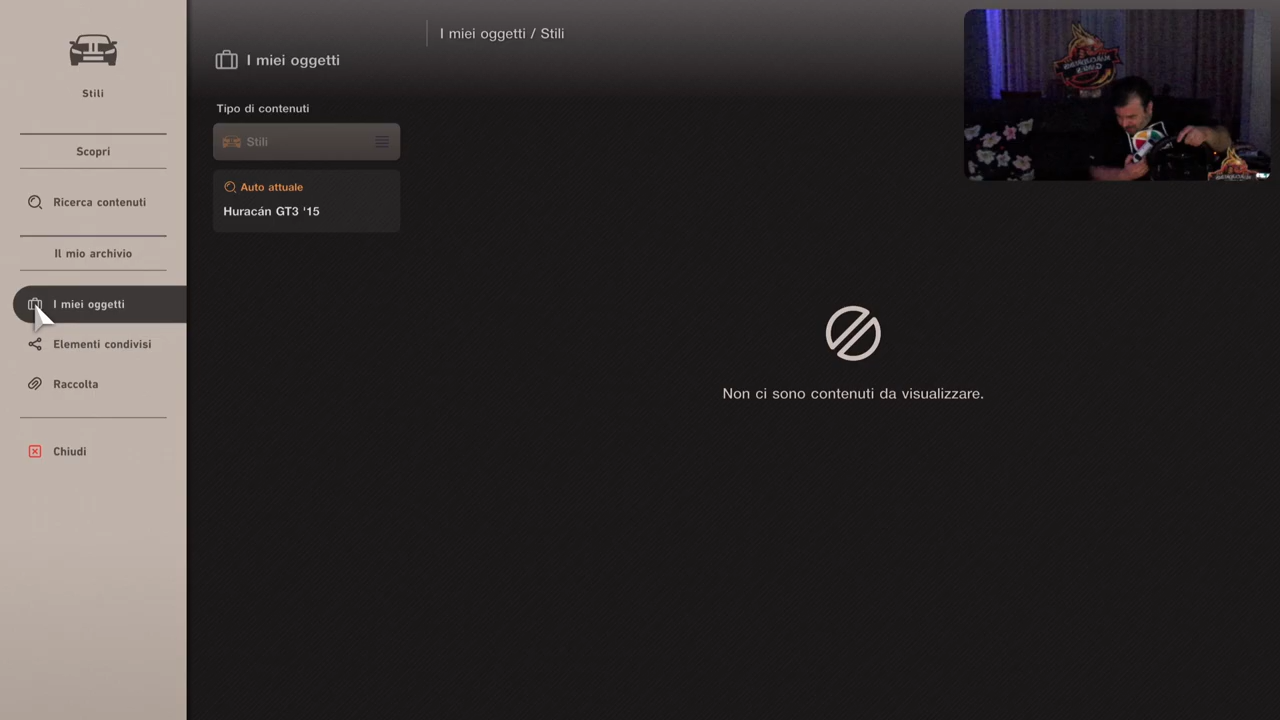 Stili
Scopri
Ricerca contenuti
Il mio archivio
I miei oggetti
Elementi condivisi
Raccolta
Chiudi
I miei oggetti
I miei oggetti / Stili
Tipo di contenuti
Stili
Auto attuale
Huracán GT3 '15
Non ci sono contenuti da visualizzare.